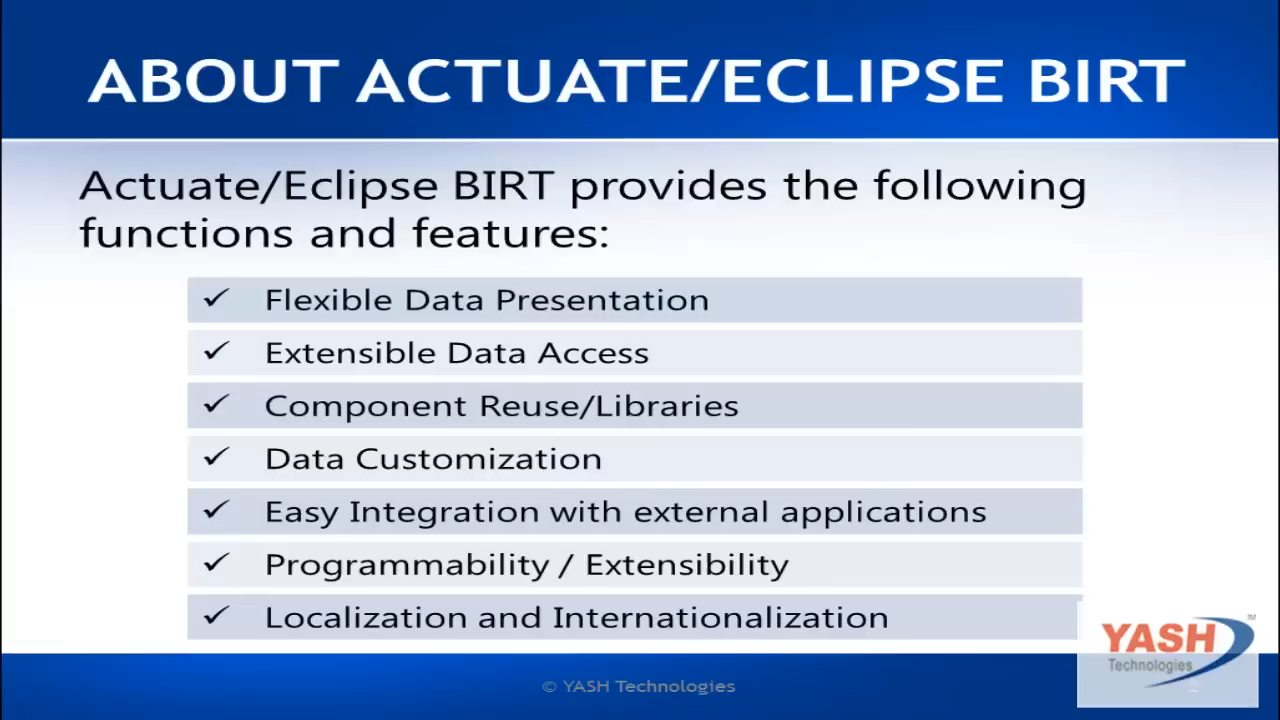 ABOUT ACTUATE/ECLIPSE BIRT
Actuate/Eclipse BIRT provides the following
functions and features:
✓ Flexible Data Presentation
✓ Extensible Data Access
✓ Component Reuse/Libraries
✓ Data Customization
✓ Easy Integration with external applications
✓ Programmability / Extensibility
✓ Localization and Internationalization
YASH™
Technologies
© YASH Technologies